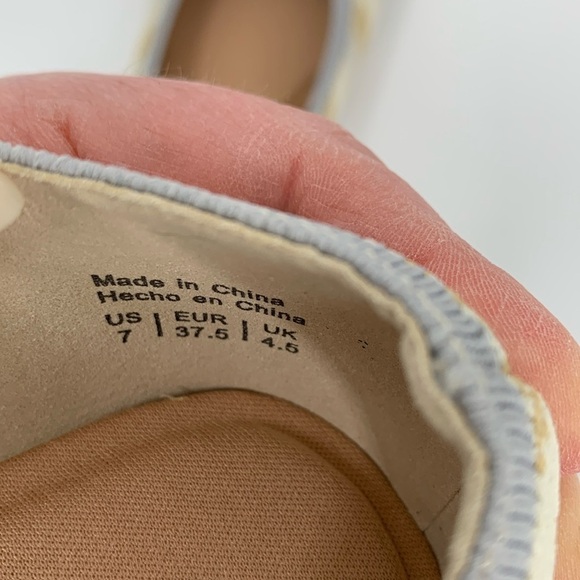 Made in China
Hecho en China
US | EUR | UK
7 | 37.5 | 4.5